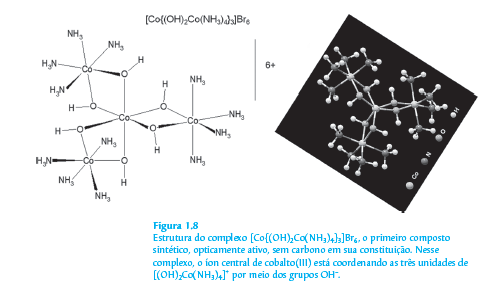 [Co{(OH)₂Co(NH₃)₄}₃]Br₆
6+
NH₃
NH₃
H₃N
H₃N
Co
O
H
H
O
H
O
Co
O
H
H
O
NH₃
Co
NH₃
NH₃
NH₃
H₃N
Co
NH₃
O
H
NH₃
NH₃
H
O
N
Co
Figura 1.8
Estrutura do complexo [Co{(OH)₂Co(NH₃)₄}₃]Br₆, o primeiro composto
sintético, opticamente ativo, sem carbono em sua constituição. Nesse
complexo, o íon central de cobalto(III) está coordenando as três unidades de
[(OH)₂Co(NH₃)₄]⁺ por meio dos grupos OH⁻.